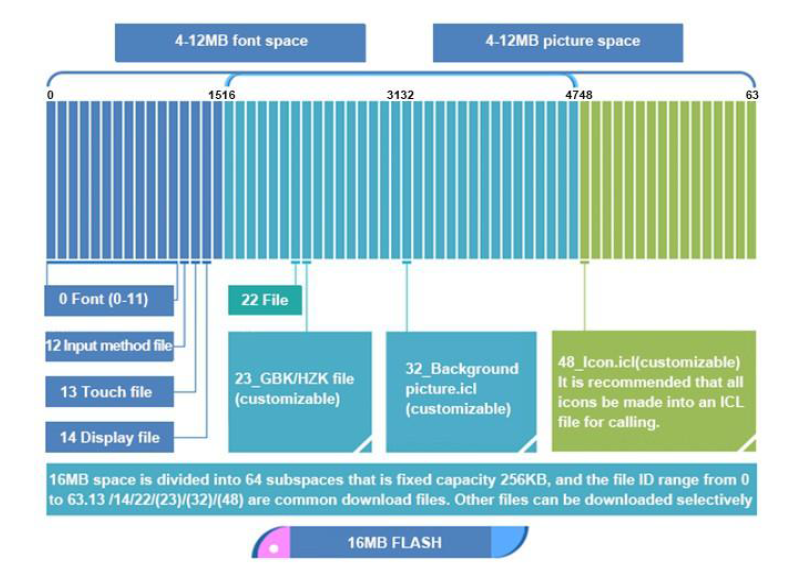 4-12MB font space
4-12MB picture space
0
1516
3132
4748
63
0 Font (0-11)
12 Input method file
13 Touch file
14 Display file
22 File
23_GBK/HZK file
(customizable)
32_Background
picture.icl
(customizable)
48_Icon.icl(customizable)
It is recommended that all
icons be made into an ICL
file for calling.
16MB space is divided into 64 subspaces that is fixed capacity 256KB, and the file ID range from 0
to 63.13 /14/22/(23)/(32)/(48) are common download files. Other files can be downloaded selectively
16MB FLASH